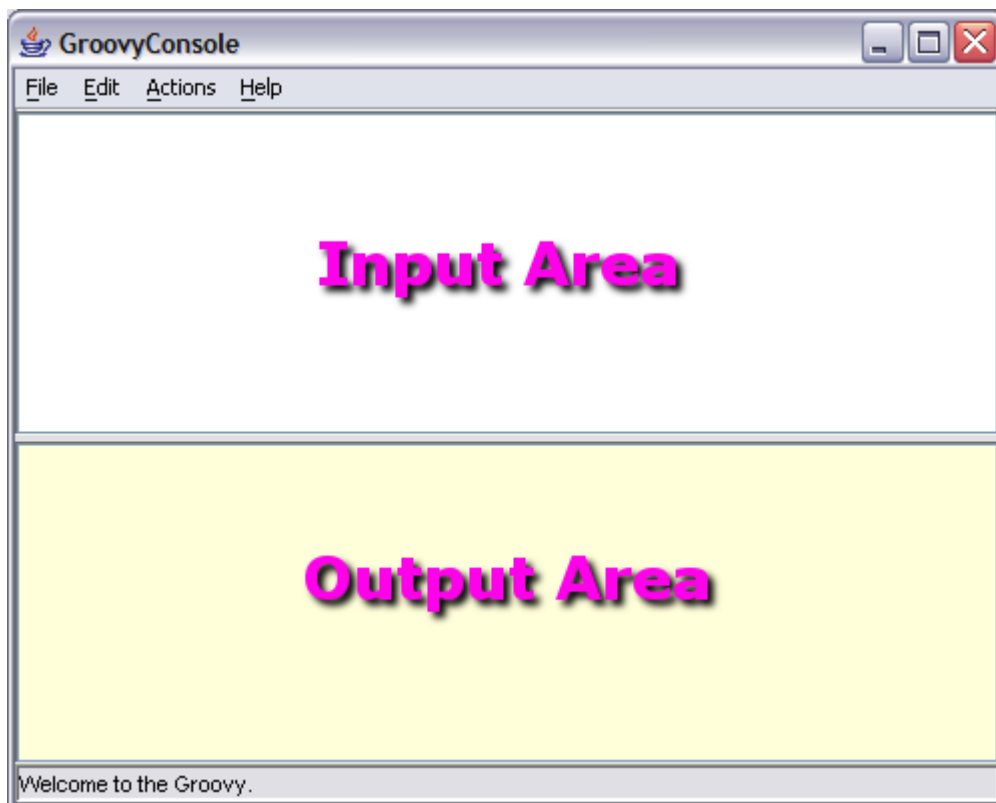 GroovyConsole
File Edit Actions Help
Input Area
Output Area
Welcome to the Groovy.